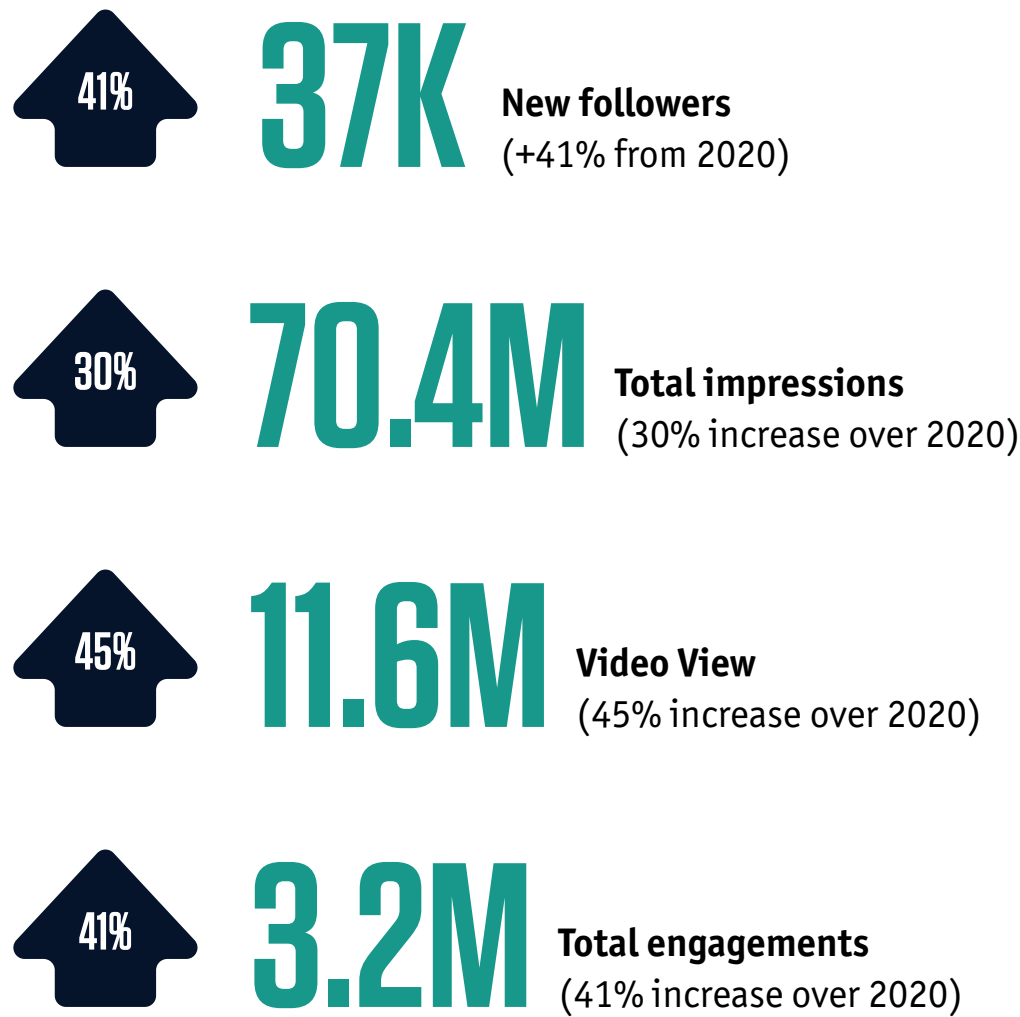 41%
37K
New followers
(+41% from 2020)
30%
70.4M
Total impressions
(30% increase over 2020)
45%
11.6M
Video View
(45% increase over 2020)
41%
3.2M
Total engagements
(41% increase over 2020)